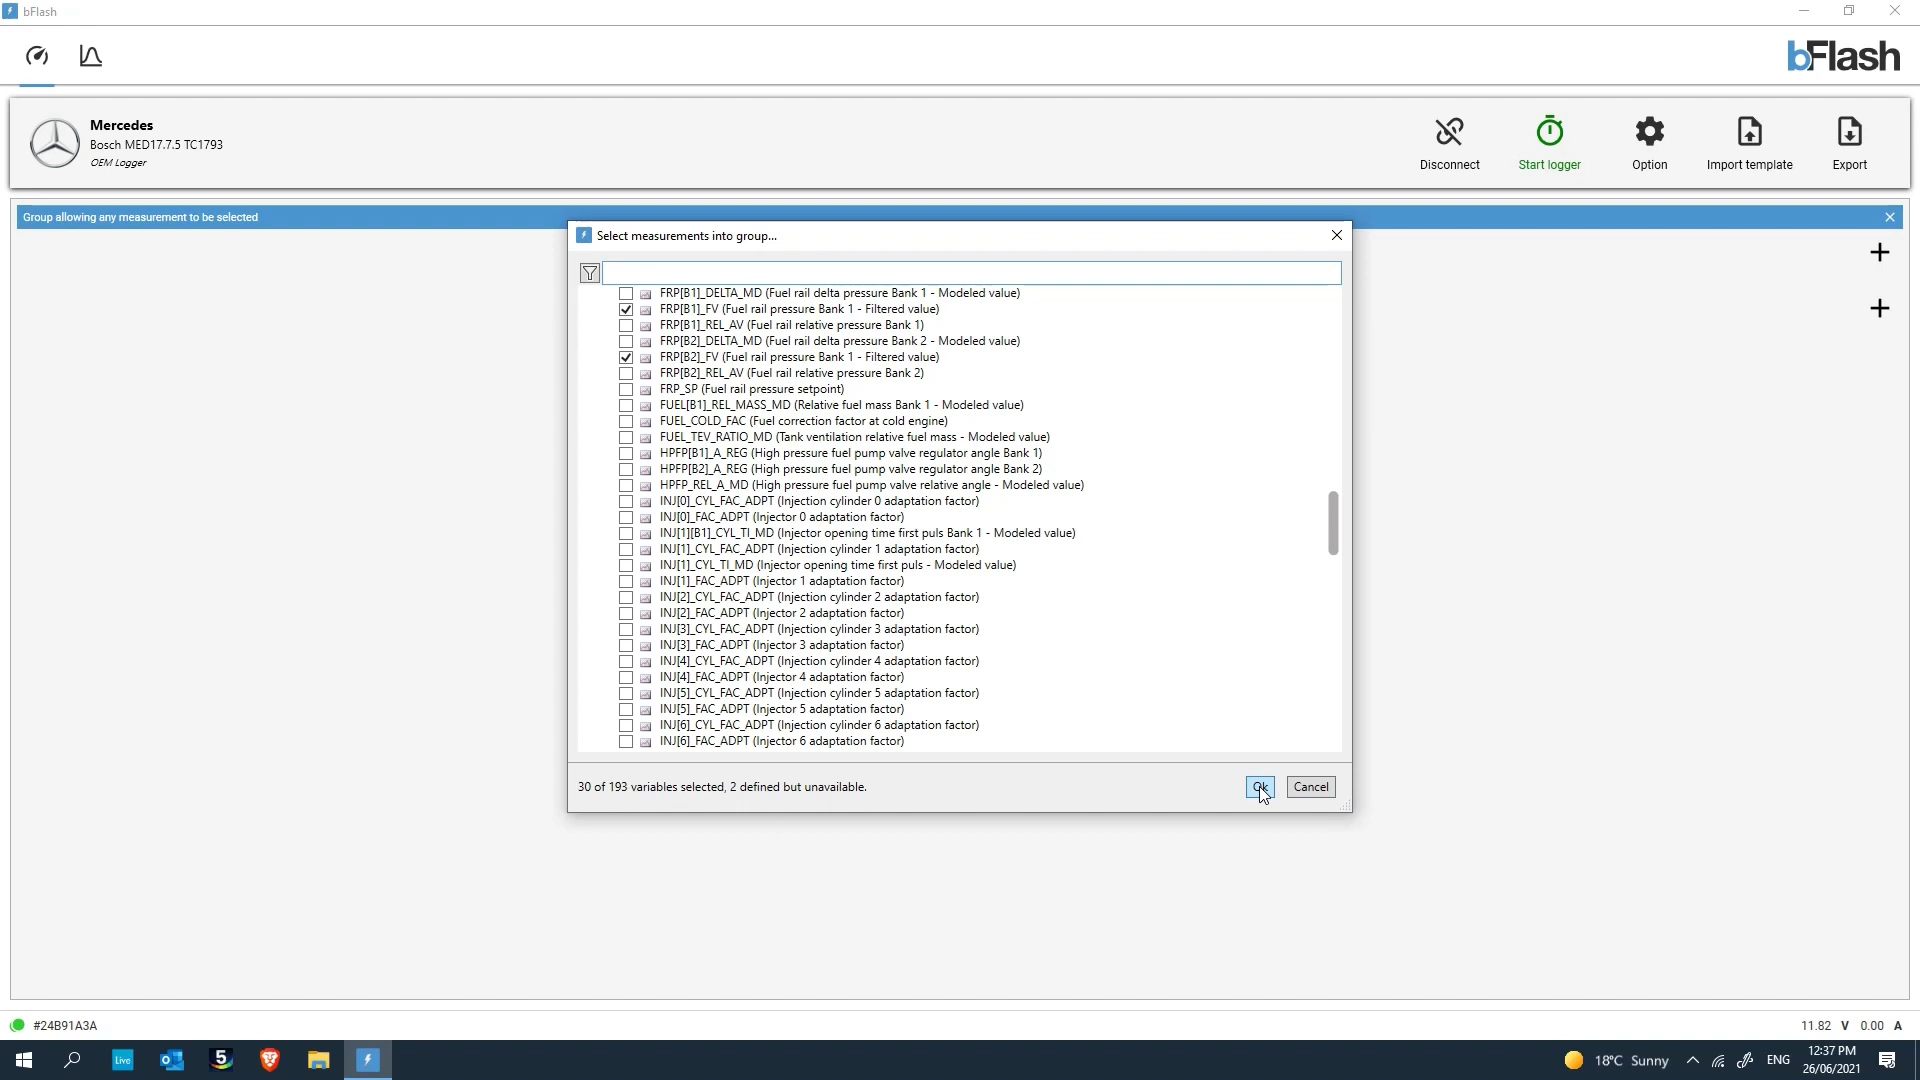 bFlash
bFlash
Mercedes
Bosch MED17.7.5 TC1793
OEM Logger
Disconnect
Start logger
Option
Import template
Export
Group allowing any measurement to be selected
Select measurements into group...
FRP[B1]_DELTA_MD (Fuel rail delta pressure Bank 1 - Modeled value)
FRP[B1]_FV (Fuel rail pressure Bank 1 - Filtered value)
FRP[B1]_REL_AV (Fuel rail relative pressure Bank 1)
FRP[B2]_DELTA_MD (Fuel rail delta pressure Bank 2 - Modeled value)
FRP[B2]_FV (Fuel rail pressure Bank 1 - Filtered value)
FRP[B2]_REL_AV (Fuel rail relative pressure Bank 2)
FRP_SP (Fuel rail pressure setpoint)
FUEL[B1]_REL_MASS_MD (Relative fuel mass Bank 1 - Modeled value)
FUEL_COLD_FAC (Fuel correction factor at cold engine)
FUEL_TEV_RATIO_MD (Tank ventilation relative fuel mass - Modeled value)
HPFP[B1]_A_REG (High pressure fuel pump valve regulator angle Bank 1)
HPFP[B2]_A_REG (High pressure fuel pump valve regulator angle Bank 2)
HPFP_REL_A_MD (High pressure fuel pump valve relative angle - Modeled value)
INJ[0]_CYL_FAC_ADPT (Injection cylinder 0 adaptation factor)
INJ[0]_FAC_ADPT (Injector 0 adaptation factor)
INJ[1][B1]_CYL_TI_MD (Injector opening time first puls Bank 1 - Modeled value)
INJ[1]_CYL_FAC_ADPT (Injection cylinder 1 adaptation factor)
INJ[1]_CYL_TI_MD (Injector opening time first puls - Modeled value)
INJ[1]_FAC_ADPT (Injector 1 adaptation factor)
INJ[2]_CYL_FAC_ADPT (Injection cylinder 2 adaptation factor)
INJ[2]_FAC_ADPT (Injector 2 adaptation factor)
INJ[3]_CYL_FAC_ADPT (Injection cylinder 3 adaptation factor)
INJ[3]_FAC_ADPT (Injector 3 adaptation factor)
INJ[4]_CYL_FAC_ADPT (Injection cylinder 4 adaptation factor)
INJ[4]_FAC_ADPT (Injector 4 adaptation factor)
INJ[5]_CYL_FAC_ADPT (Injection cylinder 5 adaptation factor)
INJ[5]_FAC_ADPT (Injector 5 adaptation factor)
INJ[6]_CYL_FAC_ADPT (Injection cylinder 6 adaptation factor)
INJ[6]_FAC_ADPT (Injector 6 adaptation factor)
30 of 193 variables selected, 2 defined but unavailable.
Ok
Cancel
#24B91A3A
11.82 V 0.00 A
Live
5
18°C Sunny
ENG
12:37 PM
26/06/2021